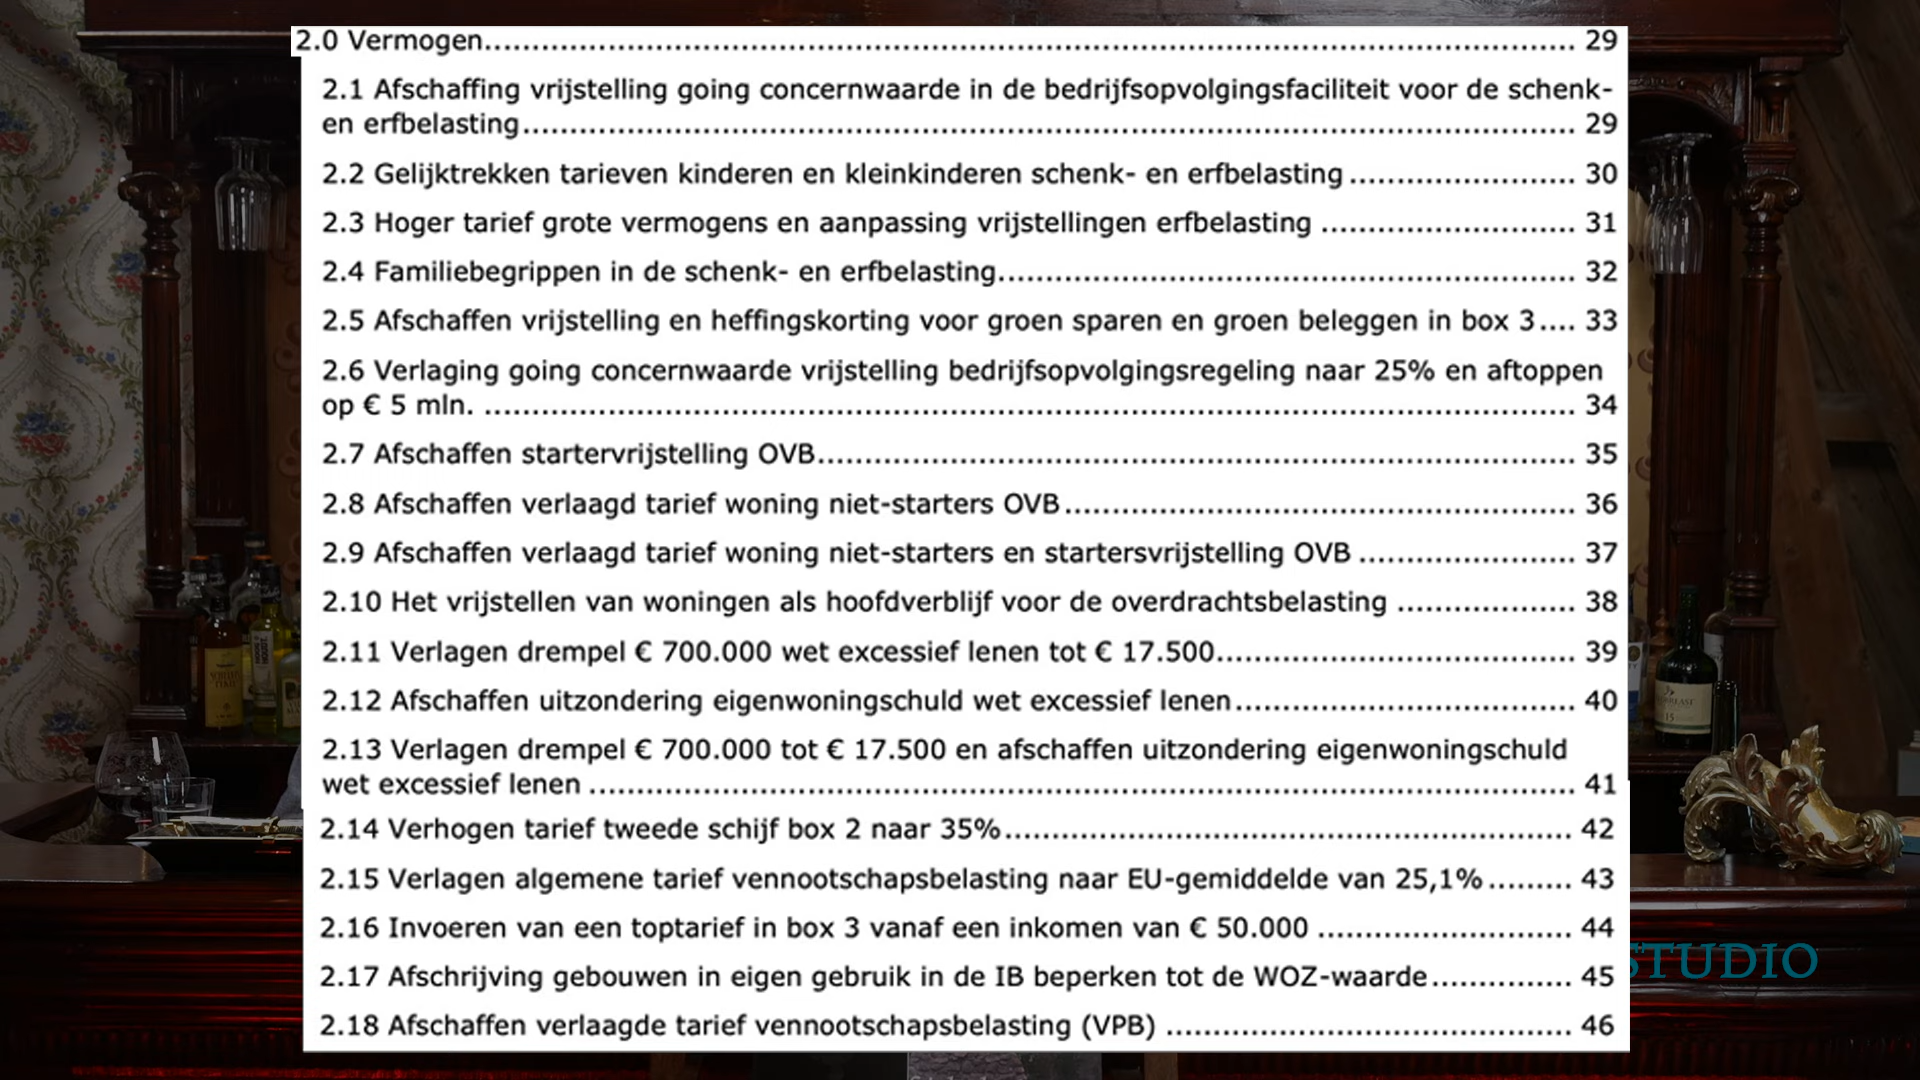 2.0 Vermogen.................................................................................................................... 29
2.1 Afschaffing vrijstelling going concernwaarde in de bedrijfsopvolgingsfaciliteit voor de schenk-
en erfbelasting................................................................................................................ 29
2.2 Gelijktrekken tarieven kinderen en kleinkinderen schenk- en erfbelasting ........................ 30
2.3 Hoger tarief grote vermogens en aanpassing vrijstellingen erfbelasting ........................... 31
2.4 Familiebegrippen in de schenk- en erfbelasting............................................................. 32
2.5 Afschaffen vrijstelling en heffingskorting voor groen sparen en groen beleggen in box 3.... 33
2.6 Verlaging going concernwaarde vrijstelling bedrijfsopvolgingsregeling naar 25% en aftoppen
op € 5 mln. .................................................................................................................... 34
2.7 Afschaffen startervrijstelling OVB................................................................................ 35
2.8 Afschaffen verlaagd tarief woning niet-starters OVB...................................................... 36
2.9 Afschaffen verlaagd tarief woning niet-starters en startersvrijstelling OVB ....................... 37
2.10 Het vrijstellen van woningen als hoofdverblijf voor de overdrachtsbelasting ................... 38
2.11 Verlagen drempel € 700.000 wet excessief lenen tot € 17.500...................................... 39
2.12 Afschaffen uitzondering eigenwoningschuld wet excessief lenen.................................... 40
2.13 Verlagen drempel € 700.000 tot € 17.500 en afschaffen uitzondering eigenwoningschuld
wet excessief lenen ......................................................................................................... 41
2.14 Verhogen tarief tweede schijf box 2 naar 35%............................................................ 42
2.15 Verlagen algemene tarief vennootschapsbelasting naar EU-gemiddelde van 25,1%......... 43
2.16 Invoeren van een toptarief in box 3 vanaf een inkomen van € 50.000 ........................... 44
2.17 Afschrijving gebouwen in eigen gebruik in de IB beperken tot de WOZ-waarde............... 45
2.18 Afschaffen verlaagde tarief vennootschapsbelasting (VPB) ........................................... 46
STUDIO